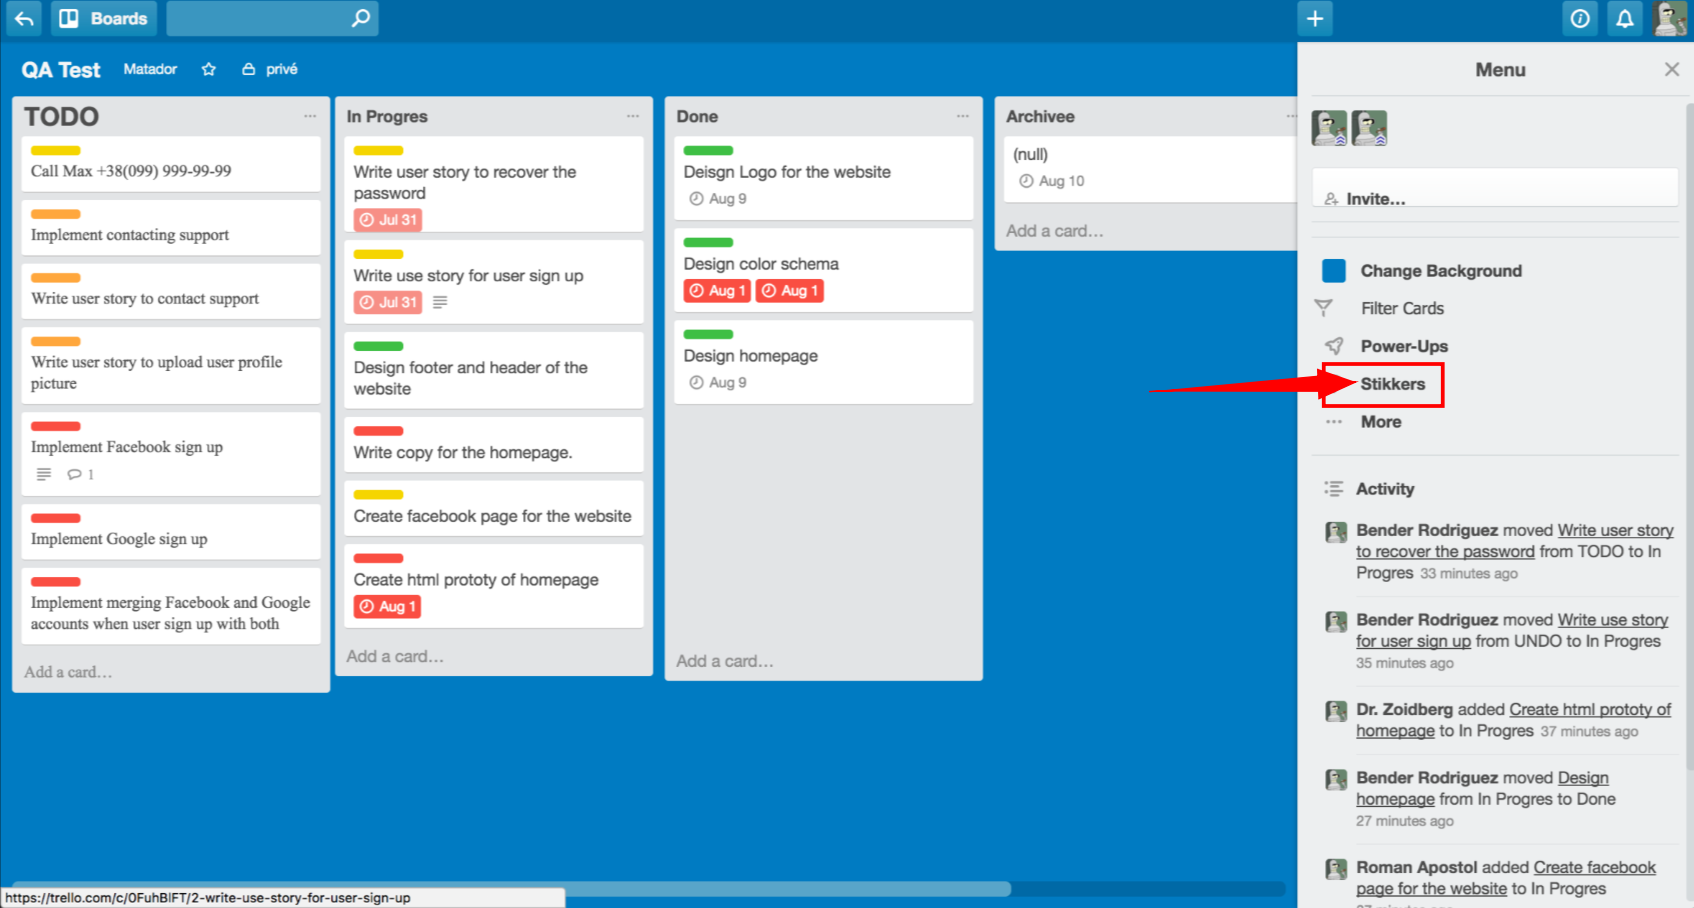 Boards
QA Test
Matador
privé
TODO
Call Max +38(099) 999-99-99
Implement contacting support
Write user story to contact support
Write user story to upload user profile
picture
Implement Facebook sign up
1
Implement Google sign up
Implement merging Facebook and Google
accounts when user sign up with both
Add a card...
In Progres
Write user story to recover the
password
Jul 31
Write use story for user sign up
Jul 31
Design footer and header of the
website
Write copy for the homepage.
Create facebook page for the website
Create html prototy of homepage
Aug 1
Add a card...
Done
Deisgn Logo for the website
Aug 9
Design color schema
Aug 1 Aug 1
Design homepage
Aug 9
Add a card...
Archivee
(null)
Aug 10
Add a card...
Menu
Invite...
Change Background
Filter Cards
Power-Ups
Stikkers
More
Activity
Bender Rodriguez moved Write user story
to recover the password from TODO to In
Progres 33 minutes ago
Bender Rodriguez moved Write use story
for user sign up from UNDO to In Progres
35 minutes ago
Dr. Zoidberg added Create html prototy of
homepage to In Progres 37 minutes ago
Bender Rodriguez moved Design
homepage from In Progres to Done
27 minutes ago
Roman Apostol added Create facebook
page for the website to In Progres
https://trello.com/c/0FuhBIFT/2-write-use-story-for-user-sign-up